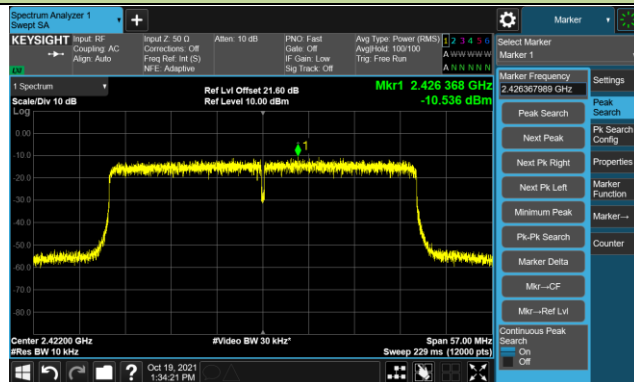 Spectrum Analyzer 1
Swept SA
+
Marker
KEYSIGHT
Input: RF
Coupling: AC
Align: Auto
Input Z: 50 Ω
Corrections: Off
Freq Ref: Int (S)
NFE: Adaptive
Atten: 10 dB
PNO: Fast
Gate: Off
IF Gain: Low
Sig Track: Off
Avg Type: Power (RMS)
Avg|Hold: 100/100
Trig: Free Run
1 2 3 4 5 6
A W W W W W
A N N N N N
Select Marker
Marker 1
1 Spectrum
Scale/Div 10 dB
Log
Ref Lvl Offset 21.60 dB
Ref Level 10.00 dBm
Mkr1 2.426 368 GHz
-10.536 dBm
0.00
-10.0
-20.0
-30.0
-40.0
-50.0
-60.0
-70.0
-80.0
1
Center 2.42200 GHz
#Res BW 10 kHz
#Video BW 30 kHz*
Span 57.00 MHz
Sweep 229 ms (12000 pts)
Marker Frequency
2.426367989 GHz
Peak Search
Next Peak
Next Pk Right
Next Pk Left
Minimum Peak
Pk-Pk Search
Marker Delta
Mkr→CF
Mkr→Ref Lvl
Continuous Peak
Search
On
Off
Settings
Peak
Search
Pk Search
Config
Properties
Marker
Function
Marker→
Counter
?
Oct 19, 2021
1:34:21 PM